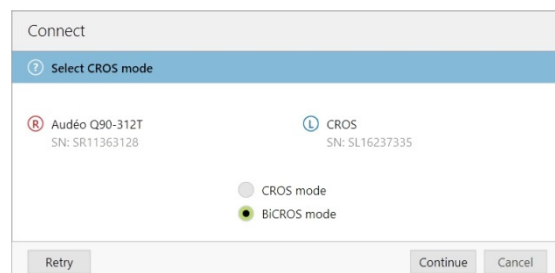 Connect
? Select CROS mode
R Audéo Q90-312T
SN: SR11363128
L CROS
SN: SL16237335
CROS mode
BiCROS mode
Retry
Continue
Cancel